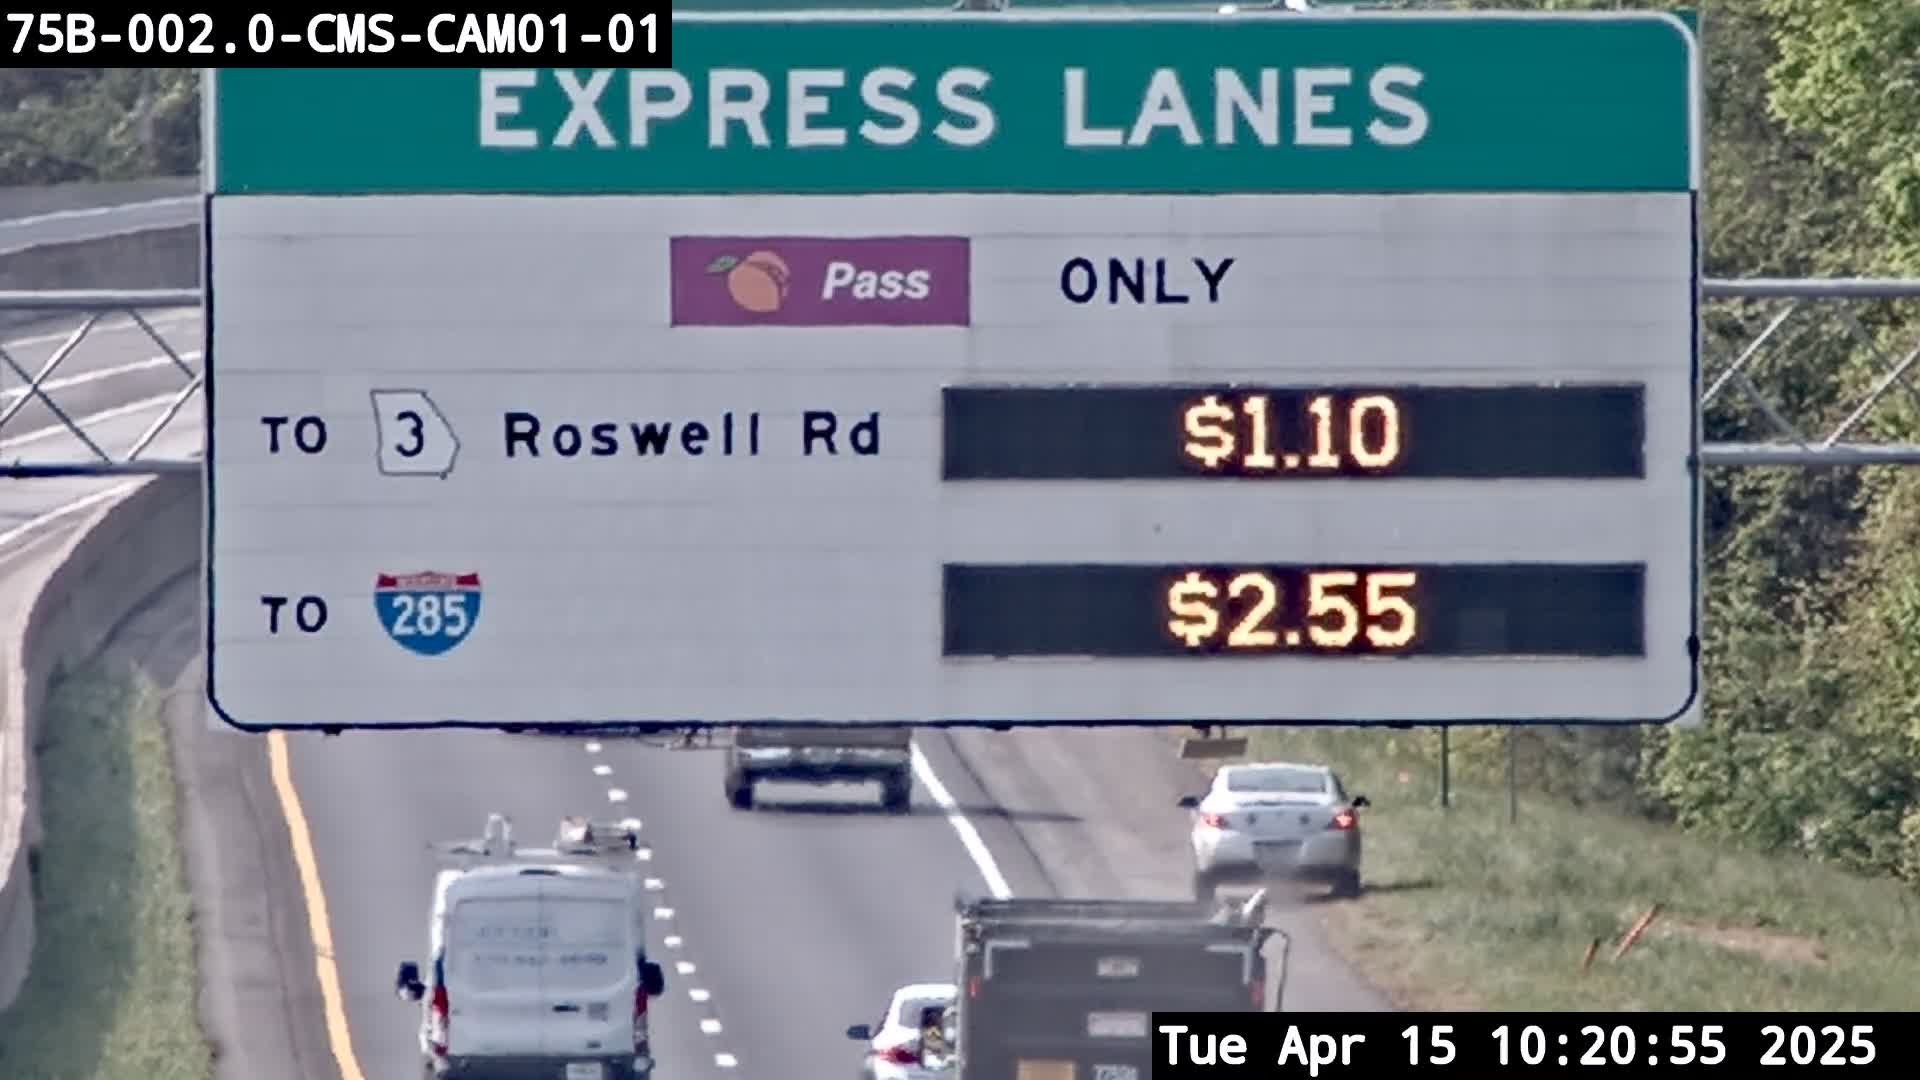 75B-002.0-CMS-CAM01-01
EXPRESS LANES
Pass ONLY
TO 3 Roswell Rd $1.10
TO 285 $2.55
Tue Apr 15 10:20:55 2025